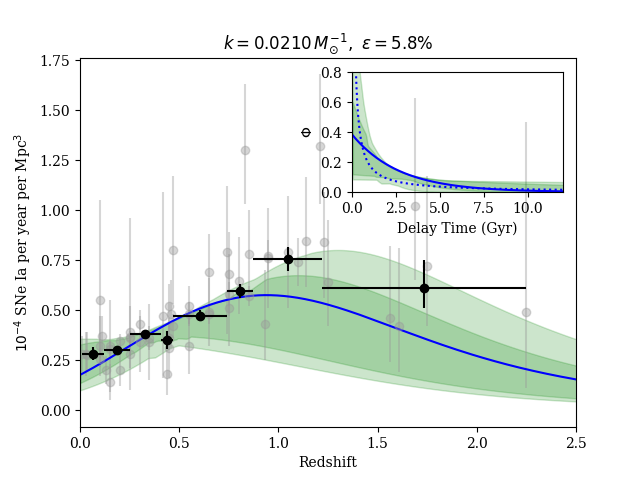 k = 0.0210 M⊙⁻¹, ε = 5.8%
10⁻⁴ SNe Ia per year per Mpc³
1.75
1.50
1.25
1.00
0.75
0.50
0.25
0.00
0.0 0.5 1.0 1.5 2.0 2.5
Redshift
0.8
0.6
0.4
0.2
0.0
0.0 2.5 5.0 7.5 10.0
Delay Time (Gyr)